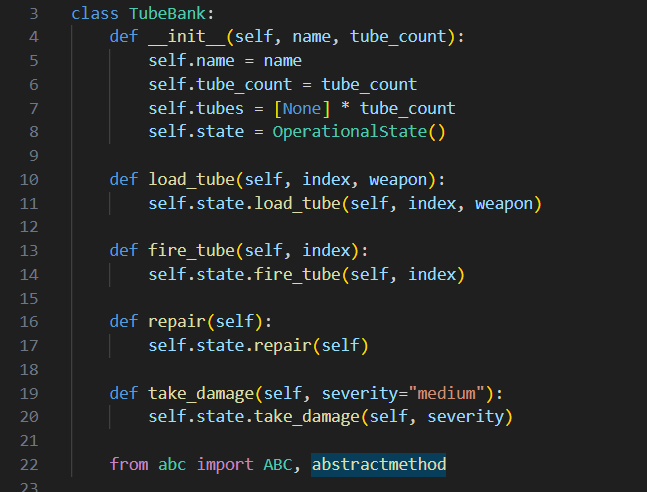 3 class TubeBank:
4     def __init__(self, name, tube_count):
5         self.name = name
6         self.tube_count = tube_count
7         self.tubes = [None] * tube_count
8         self.state = OperationalState()
9
10     def load_tube(self, index, weapon):
11         self.state.load_tube(self, index, weapon)
12
13     def fire_tube(self, index):
14         self.state.fire_tube(self, index)
15
16     def repair(self):
17         self.state.repair(self)
18
19     def take_damage(self, severity="medium"):
20         self.state.take_damage(self, severity)
21
22     from abc import ABC, abstractmethod
23